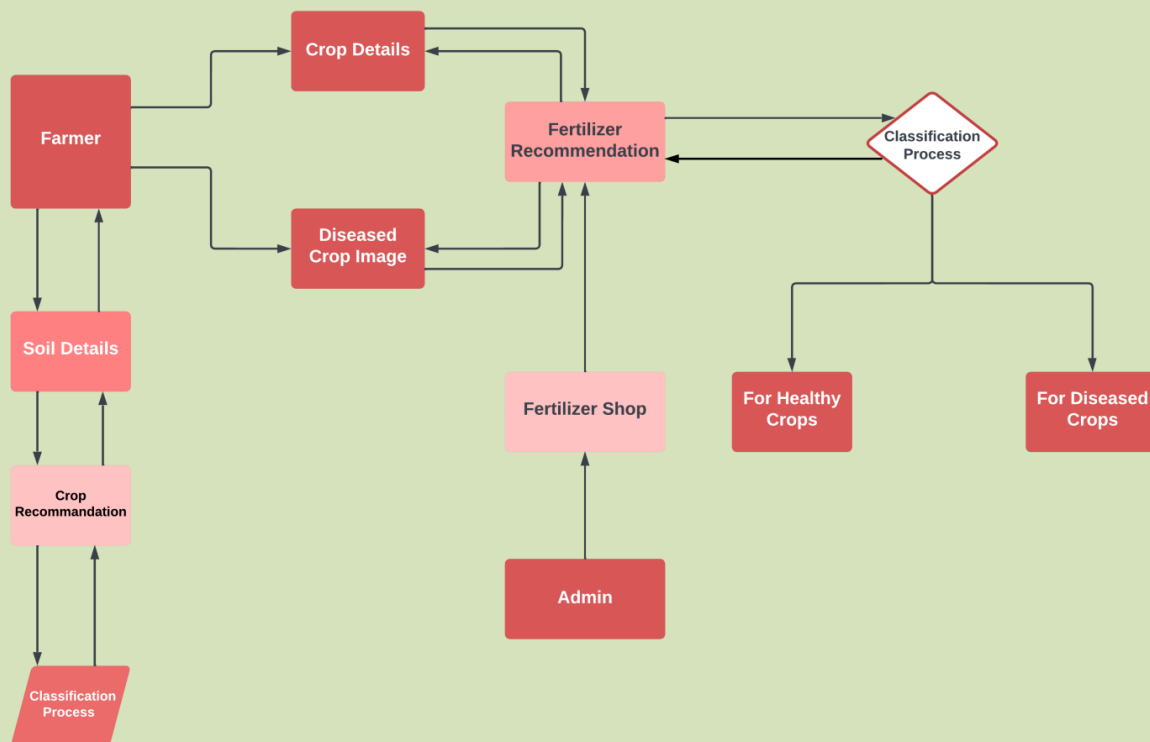 Crop Details
Farmer
Fertilizer
Recommendation
Classification
Process
Diseased
Crop Image
Soil Details
Fertilizer Shop
For Healthy
Crops
For Diseased
Crops
Crop
Recommandation
Admin
Classification
Process